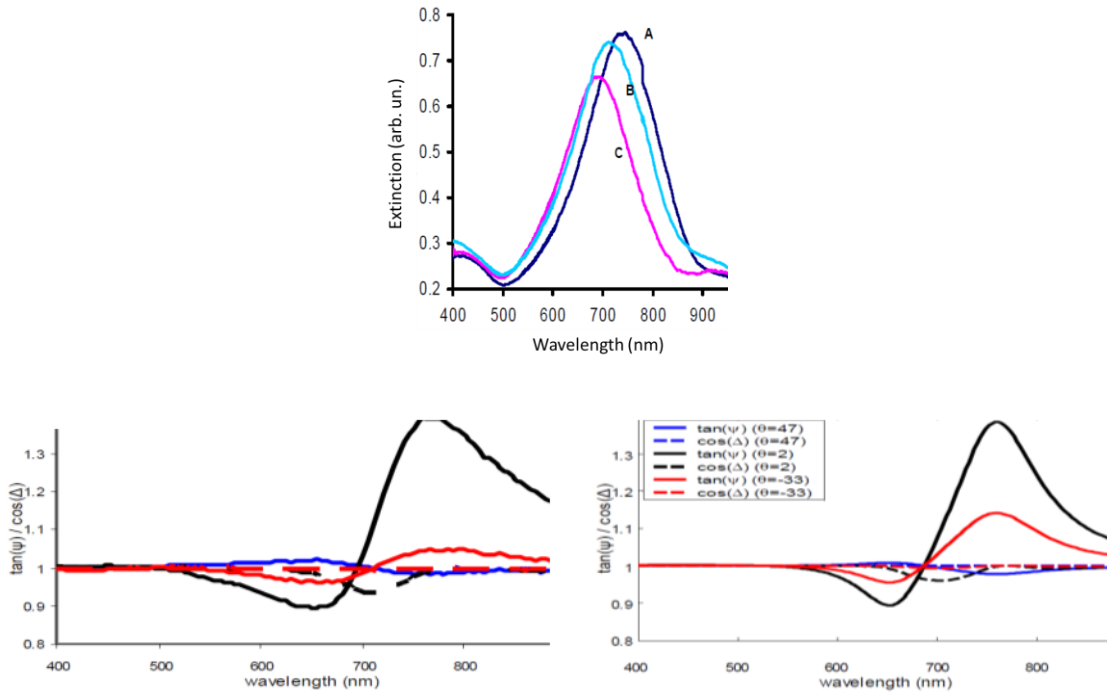 0.8
0.7
0.6
0.5
0.4
0.3
0.2
Extinction (arb. un.)
A
B
C
400 500 600 700 800 900
Wavelength (nm)
1.3
1.2
1.1
1
0.9
0.8
tan(ψ) / cos(Δ)
400 500 600 700 800
wavelength (nm)
tan(ψ) (θ=47)
cos(Δ) (θ=47)
tan(ψ) (θ=2)
cos(Δ) (θ=2)
tan(ψ) (θ=-33)
cos(Δ) (θ=-33)
1.3
1.2
1.1
1
0.9
0.8
tan(ψ) / cos(Δ)
400 500 600 700 800
wavelength (nm)